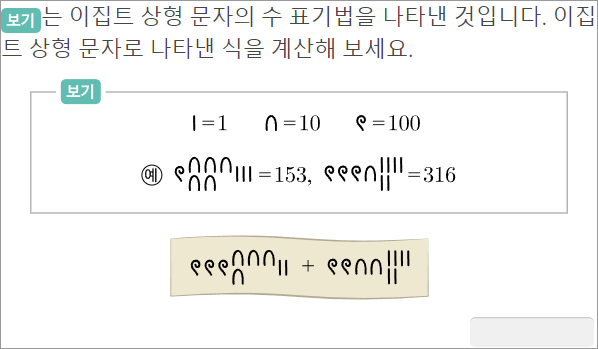 보기는 이집트 상형 문자의 수 표기법을 나타낸 것입니다. 이집
트 상형 문자로 나타낸 식을 계산해 보세요.
보기
𓏺=1 𓎆=10 𓍢=100
예 𓍢𓎆𓎆𓎆𓎆𓎆𓏺𓏺𓏺=153, 𓍢𓍢𓍢𓎆𓏺𓏺𓏺𓏺𓏺𓏺=316
𓍢𓍢𓍢𓎆𓎆𓎆𓎆𓏺𓏺 + 𓍢𓍢𓎆𓎆𓏺𓏺𓏺𓏺𓏺𓏺